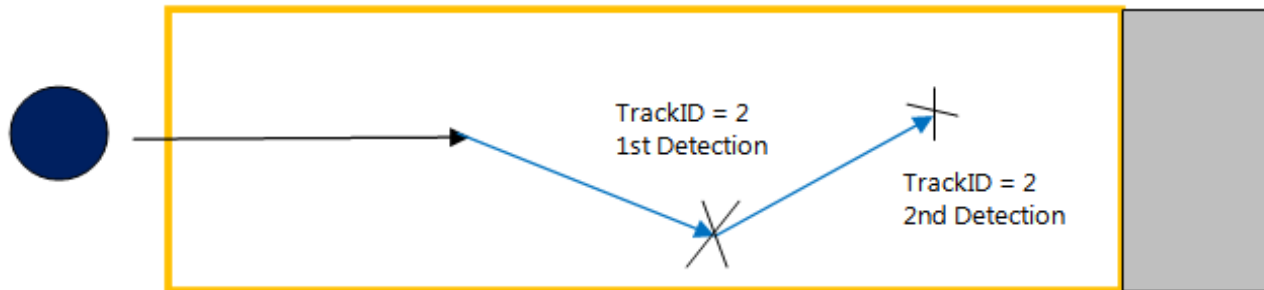 TrackID = 2
1st Detection
TrackID = 2
2nd Detection